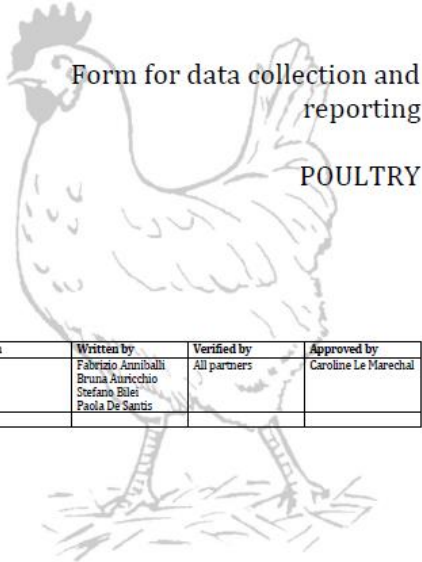 Form for data collection and
reporting
POULTRY
Written by Verified by Approved by
Fabrizio Anniballi All partners Caroline Le Marechal
Bruna Auricchio
Stefano Bilei
Paola De Santis